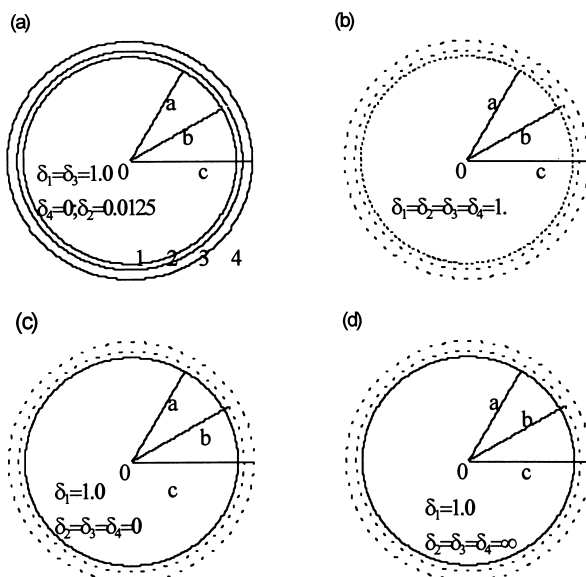 (a)
a
b
0
c
δ₁=δ₃=1.0
δ₄=0;δ₂=0.0125
1 2 3 4
(b)
a
b
0
c
δ₁=δ₂=δ₃=δ₄=1.
(c)
a
b
0
c
δ₁=1.0
δ₂=δ₃=δ₄=0
(d)
a
b
0
c
δ₁=1.0
δ₂=δ₃=δ₄=∞